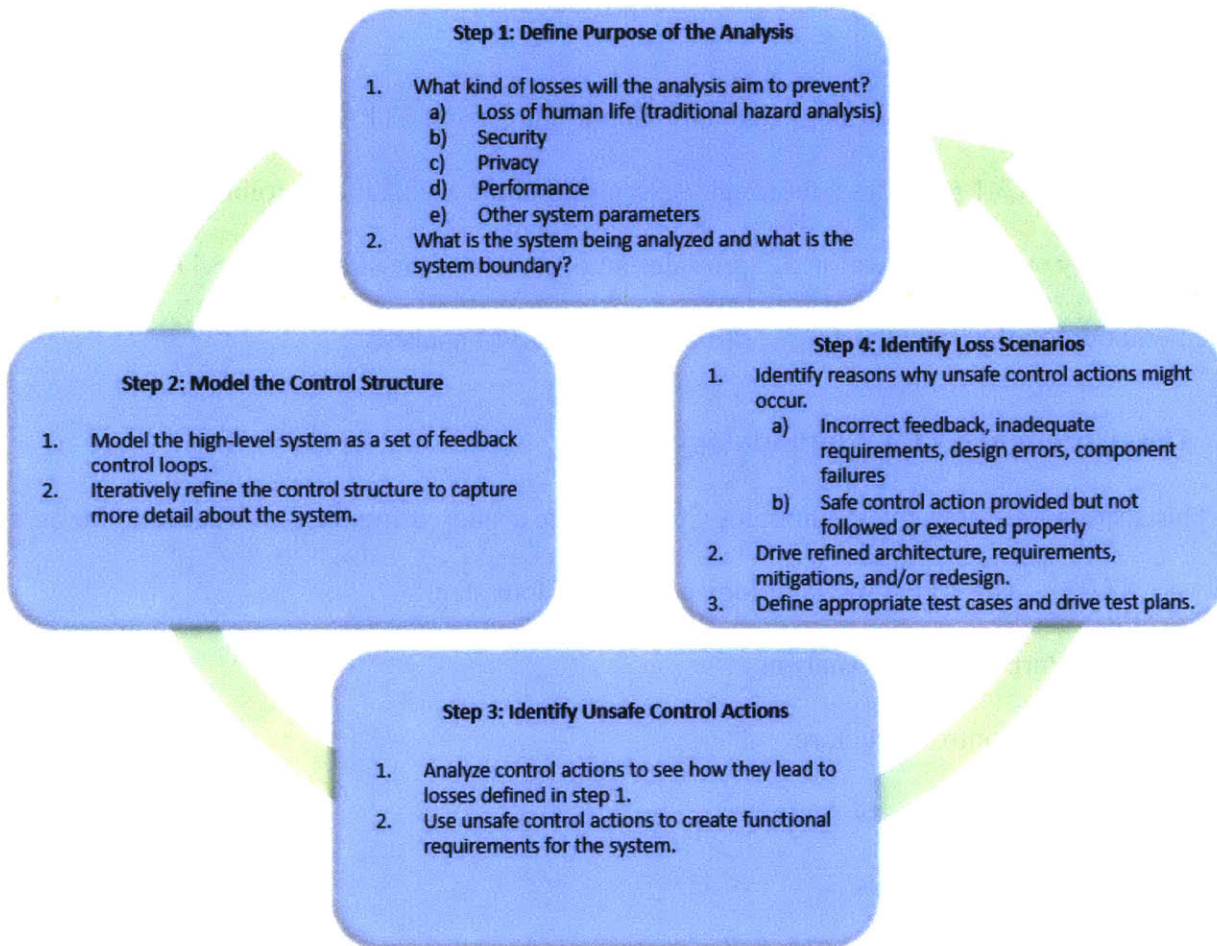 Step 1: Define Purpose of the Analysis
1. What kind of losses will the analysis aim to prevent?
a) Loss of human life (traditional hazard analysis)
b) Security
c) Privacy
d) Performance
e) Other system parameters
2. What is the system being analyzed and what is the
system boundary?
Step 2: Model the Control Structure
1. Model the high-level system as a set of feedback
control loops.
2. Iteratively refine the control structure to capture
more detail about the system.
Step 3: Identify Unsafe Control Actions
1. Analyze control actions to see how they lead to
losses defined in step 1.
2. Use unsafe control actions to create functional
requirements for the system.
Step 4: Identify Loss Scenarios
1. Identify reasons why unsafe control actions might
occur.
a) Incorrect feedback, inadequate
requirements, design errors, component
failures
b) Safe control action provided but not
followed or executed properly
2. Drive refined architecture, requirements,
mitigations, and/or redesign.
3. Define appropriate test cases and drive test plans.